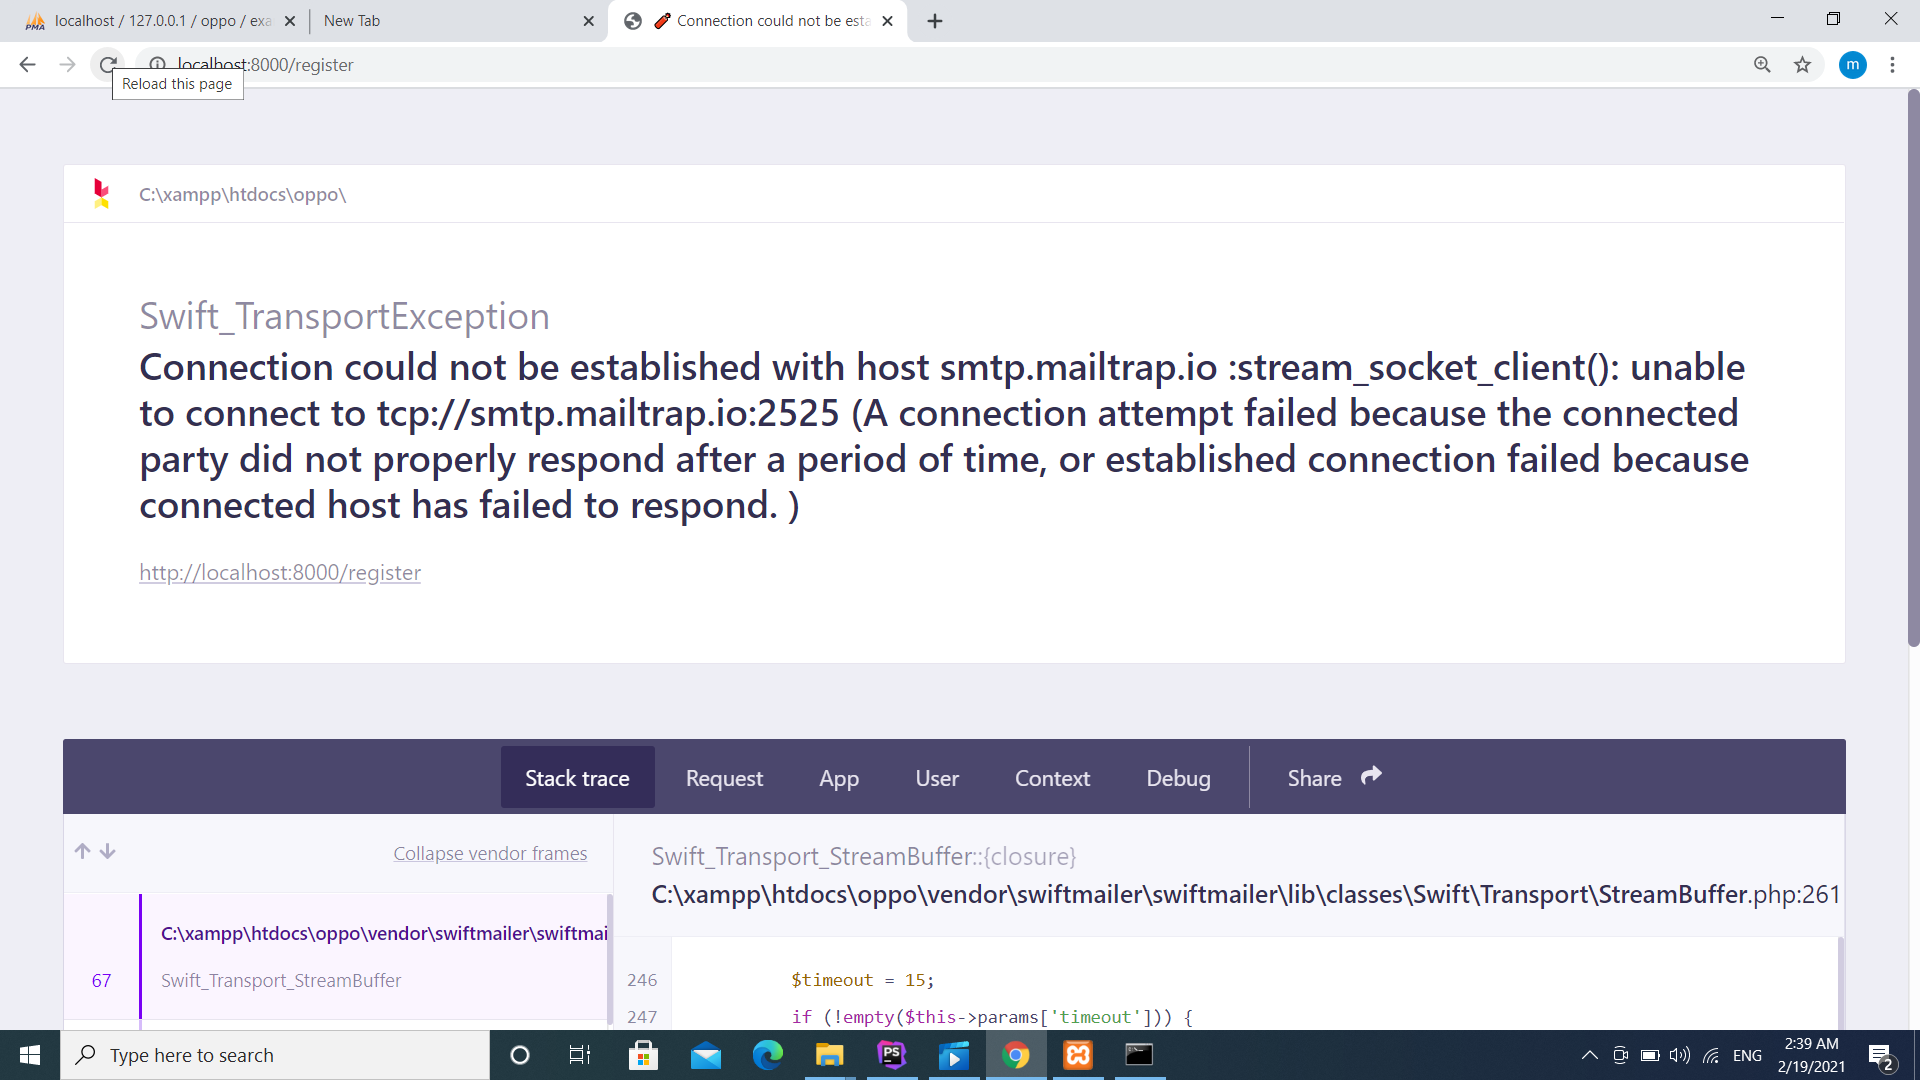 PMA localhost / 127.0.0.1 / oppo / exa
New Tab
Connection could not be esta
localhost:8000/register
m
Reload this page
C:\xampp\htdocs\oppo\
Swift_TransportException
Connection could not be established with host smtp.mailtrap.io :stream_socket_client(): unable
to connect to tcp://smtp.mailtrap.io:2525 (A connection attempt failed because the connected
party did not properly respond after a period of time, or established connection failed because
connected host has failed to respond. )
http://localhost:8000/register
Stack trace
Request
App
User
Context
Debug
Share
Collapse vendor frames
C:\xampp\htdocs\oppo\vendor\swiftmailer\swiftmai
67 Swift_Transport_StreamBuffer
Swift_Transport_StreamBuffer::{closure}
C:\xampp\htdocs\oppo\vendor\swiftmailer\swiftmailer\lib\classes\Swift\Transport\StreamBuffer.php:261
246 $timeout = 15;
247 if (!empty($this->params['timeout'])) {
Type here to search
PS
ENG
2:39 AM
2/19/2021
2